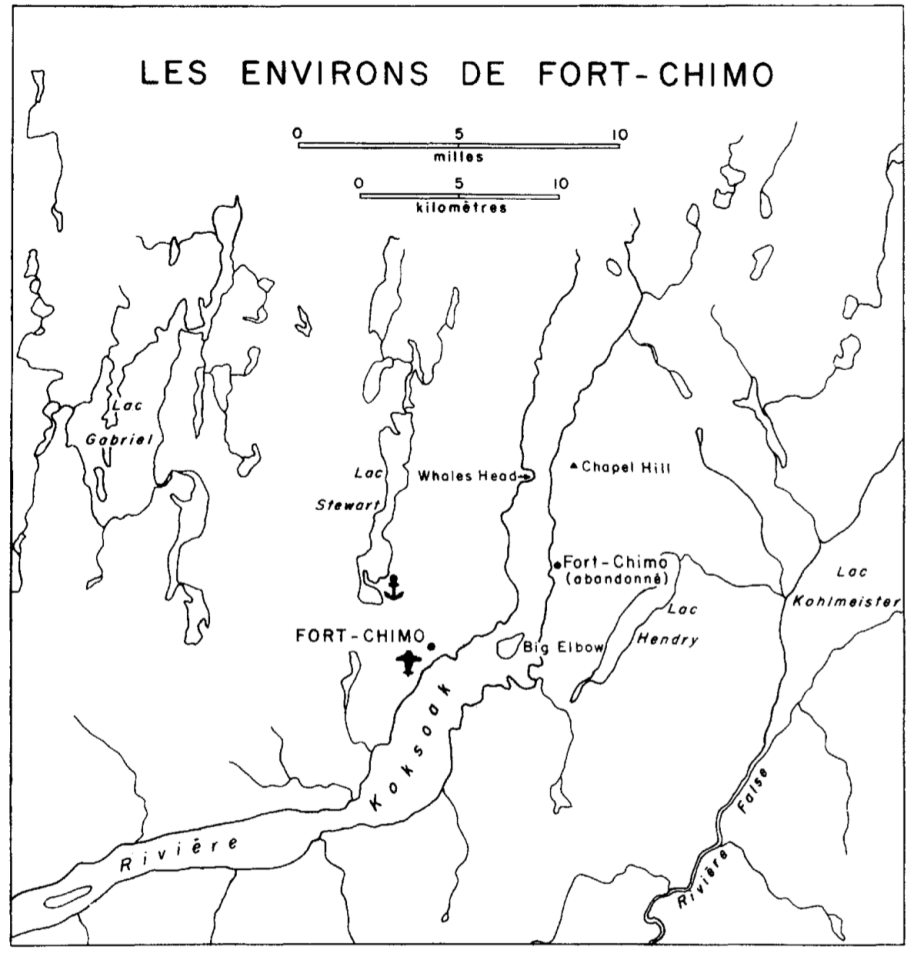 LES ENVIRONS DE FORT-CHIMO
0 5 10
milles
0 5 10
kilomètres
Lac
Gabriel
Lac
Stewart
Whales Head
Chapel Hill
Fort-Chimo
(abandonné)
Lac
Kohlmeister
Lac
Hendry
FORT-CHIMO
Big Elbow
Koksoak
Rivière
False
Rivière